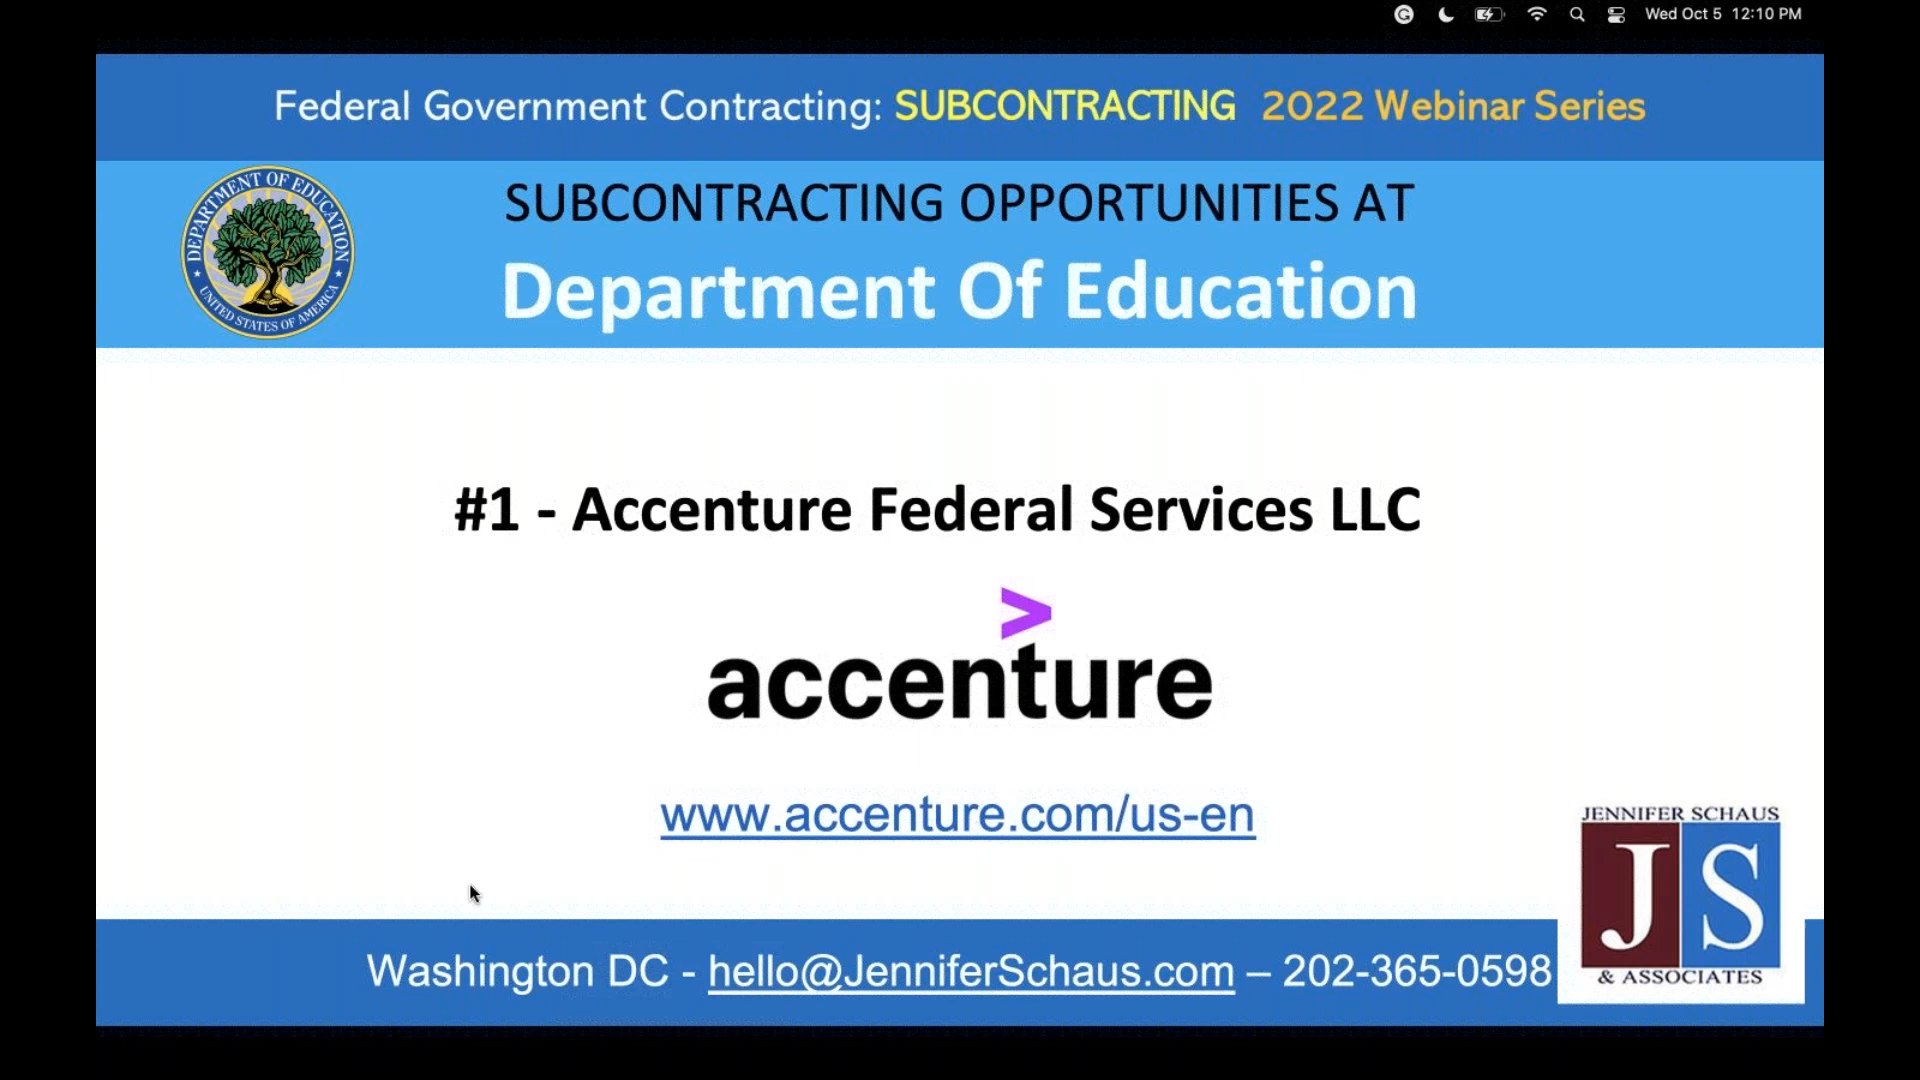 Wed Oct 5 12:10 PM
Federal Government Contracting: SUBCONTRACTING 2022 Webinar Series
DEPARTMENT OF EDUCATION
UNITED STATES OF AMERICA
SUBCONTRACTING OPPORTUNITIES AT
Department Of Education
#1 - Accenture Federal Services LLC
>
accenture
www.accenture.com/us-en
JENNIFER SCHAUS
JS
& ASSOCIATES
Washington DC - hello@JenniferSchaus.com – 202-365-0598